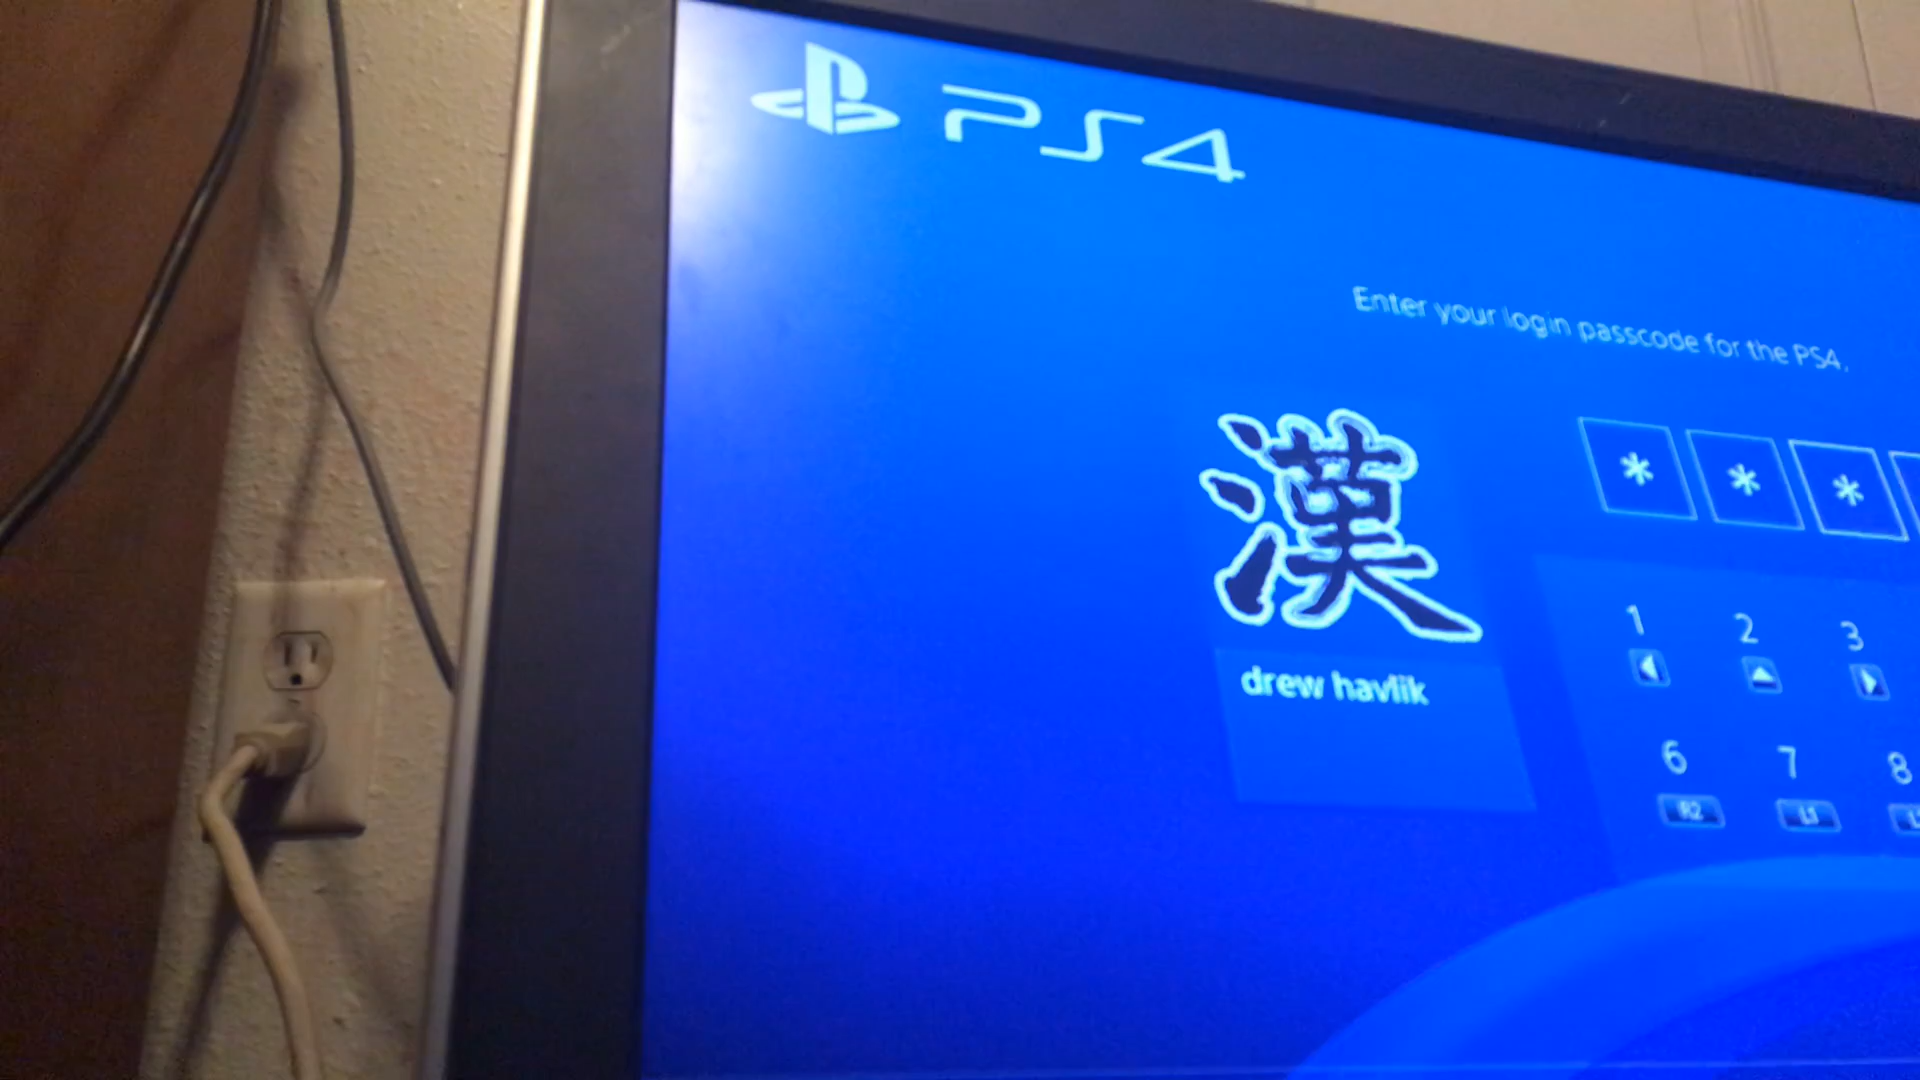 PS4
Enter your login passcode for the PS4.
漢
* * *
drew havlik
1 2 3
6 7 8
R2 L1